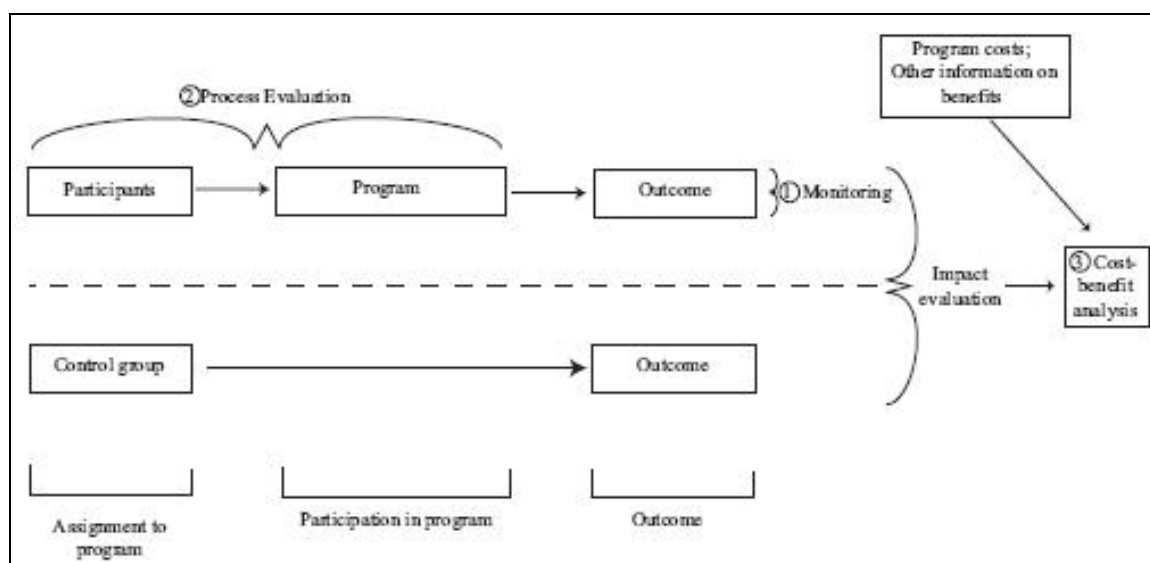 Program costs;
Other information on
benefits
②Process Evaluation
Participants
Program
Outcome
①Monitoring
Impact
evaluation
③Cost-
benefit
analysis
Control group
Outcome
Assignment to
program
Participation in program
Outcome